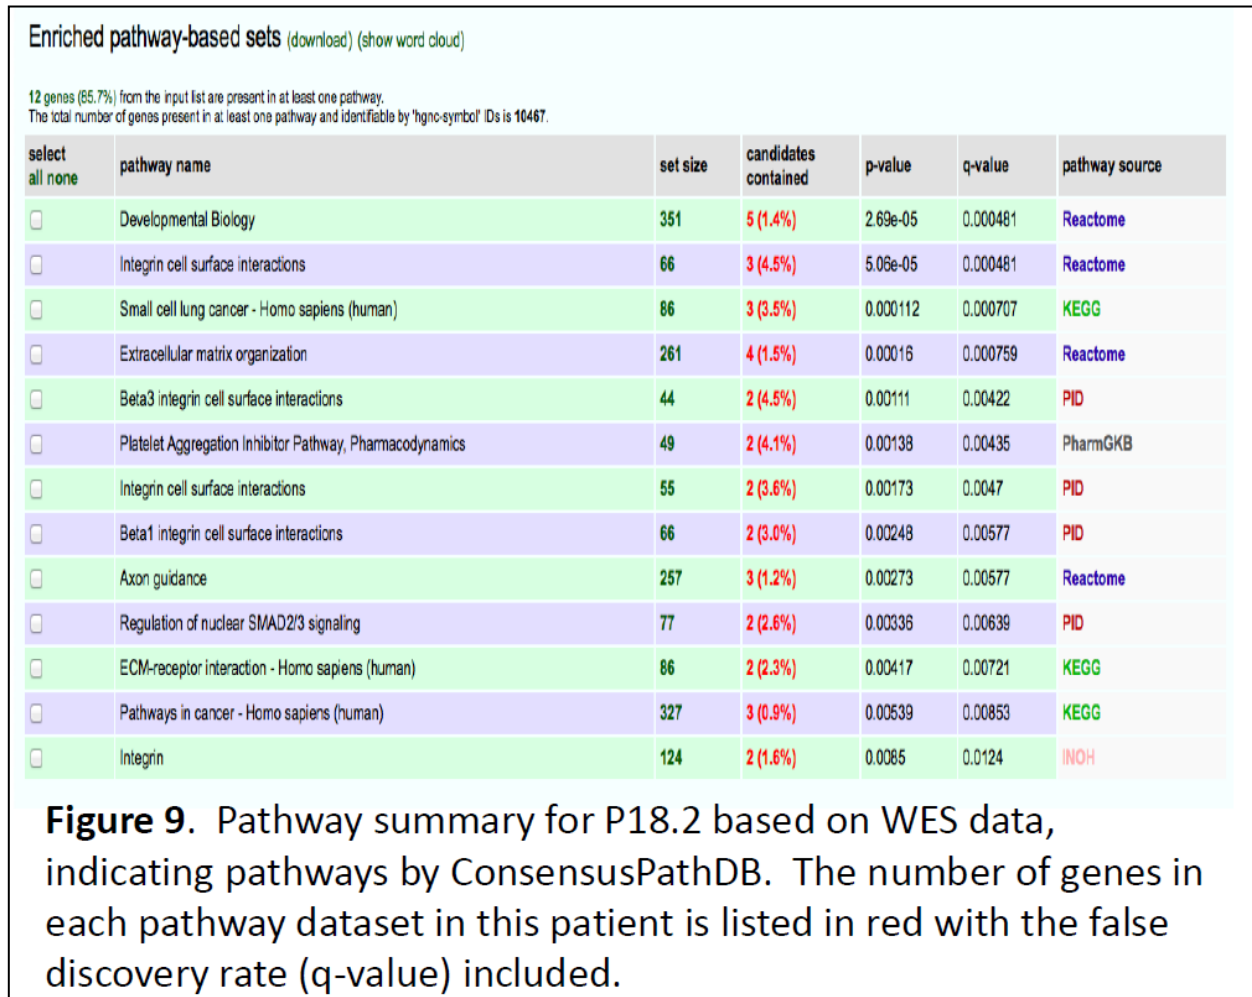 Enriched pathway-based sets (download) (show word cloud)
12 genes (85.7%) from the input list are present in at least one pathway.
The total number of genes present in at least one pathway and identifiable by 'hgnc-symbol' IDs is 10467.
select all none pathway name set size candidates contained p-value q-value pathway source
Developmental Biology 351 5 (1.4%) 2.69e-05 0.000481 Reactome
Integrin cell surface interactions 66 3 (4.5%) 5.06e-05 0.000481 Reactome
Small cell lung cancer - Homo sapiens (human) 86 3 (3.5%) 0.000112 0.000707 KEGG
Extracellular matrix organization 261 4 (1.5%) 0.00016 0.000759 Reactome
Beta3 integrin cell surface interactions 44 2 (4.5%) 0.00111 0.00422 PID
Platelet Aggregation Inhibitor Pathway, Pharmacodynamics 49 2 (4.1%) 0.00138 0.00435 PharmGKB
Integrin cell surface interactions 55 2 (3.6%) 0.00173 0.0047 PID
Beta1 integrin cell surface interactions 66 2 (3.0%) 0.00248 0.00577 PID
Axon guidance 257 3 (1.2%) 0.00273 0.00577 Reactome
Regulation of nuclear SMAD2/3 signaling 77 2 (2.6%) 0.00336 0.00639 PID
ECM-receptor interaction - Homo sapiens (human) 86 2 (2.3%) 0.00417 0.00721 KEGG
Pathways in cancer - Homo sapiens (human) 327 3 (0.9%) 0.00539 0.00853 KEGG
Integrin 124 2 (1.6%) 0.0085 0.0124 INOH
Figure 9. Pathway summary for P18.2 based on WES data,
indicating pathways by ConsensusPathDB. The number of genes in
each pathway dataset in this patient is listed in red with the false
discovery rate (q-value) included.